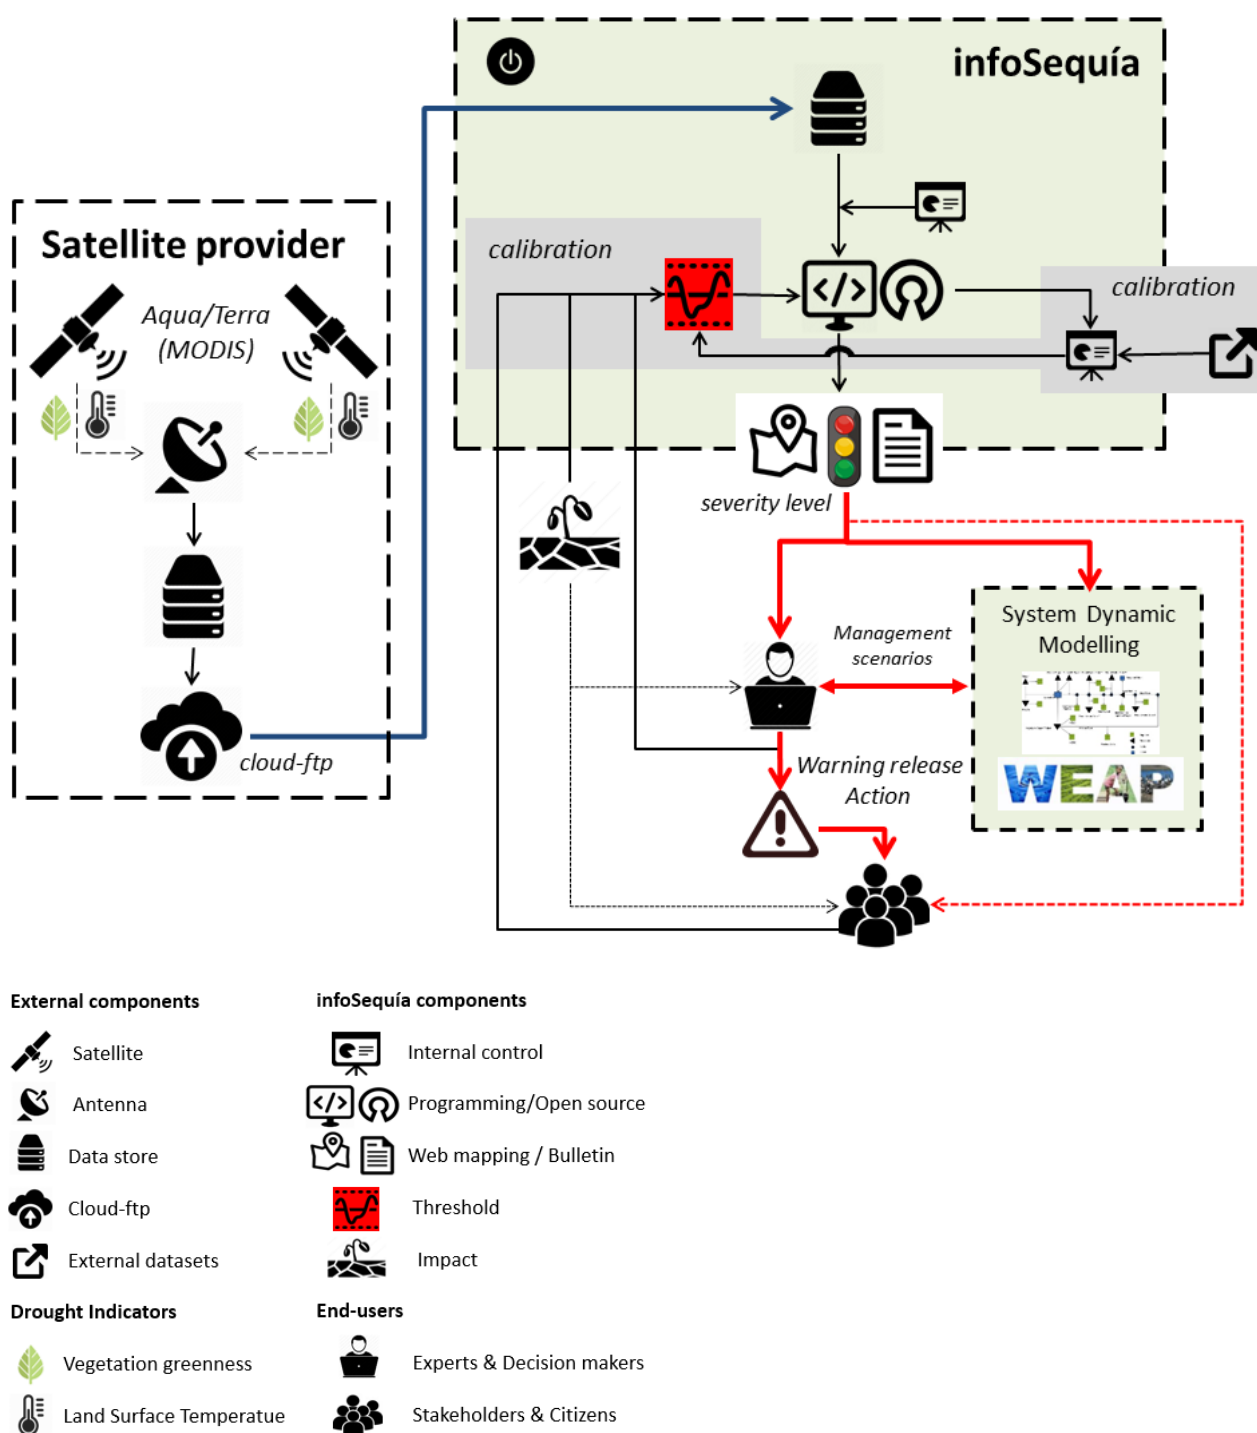 infoSequía
Satellite provider
Aqua/Terra
(MODIS)
cloud-ftp
calibration
calibration
severity level
Management
scenarios
System Dynamic
Modelling
WEAP
Warning release
Action
External components
Satellite
Antenna
Data store
Cloud-ftp
External datasets
Drought Indicators
Vegetation greenness
Land Surface Temperatue
infoSequía components
Internal control
Programming/Open source
Web mapping / Bulletin
Threshold
Impact
End-users
Experts & Decision makers
Stakeholders & Citizens